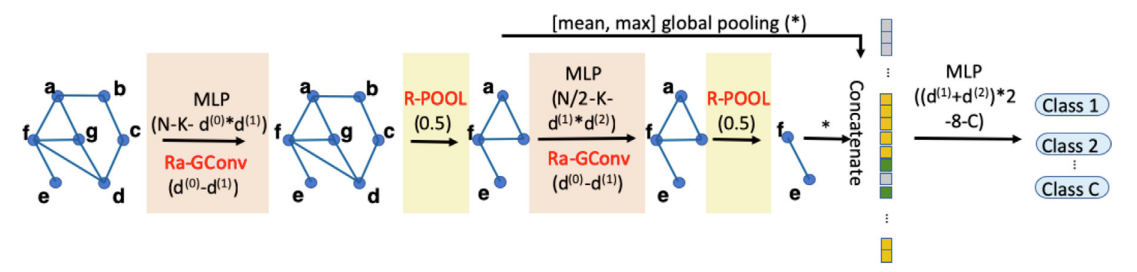 [mean, max] global pooling (*)
a
b
f
g
c
e
d
MLP
(N-K- d⁽⁰⁾*d⁽¹⁾)
Ra-GConv
(d⁽⁰⁾-d⁽¹⁾)
a
b
f
g
c
e
d
R-POOL
(0.5)
a
f
e
MLP
(N/2-K-
d⁽¹⁾*d⁽²⁾)
Ra-GConv
(d⁽⁰⁾-d⁽¹⁾)
a
f
e
R-POOL
(0.5)
f
e
*
Concatenate
...
...
MLP
((d⁽¹⁾+d⁽²⁾)*2
-8-C)
Class 1
Class 2
...
Class C